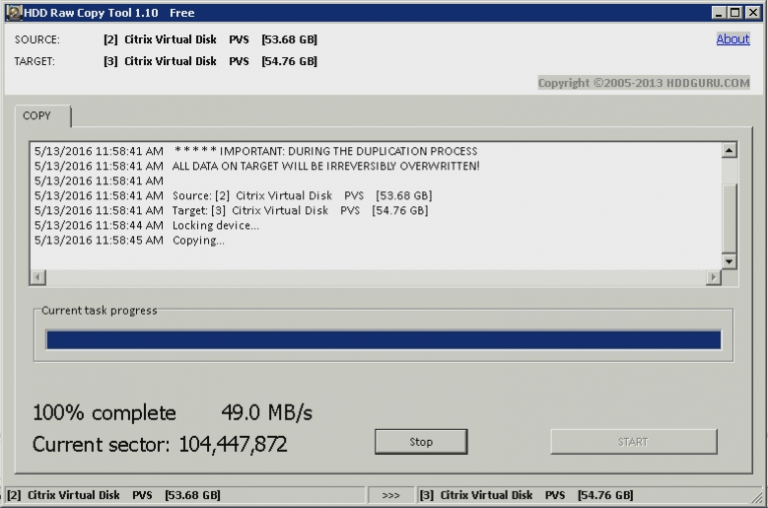 HDD Raw Copy Tool 1.10 Free
SOURCE: [2] Citrix Virtual Disk PVS [53.68 GB]
About
TARGET: [3] Citrix Virtual Disk PVS [54.76 GB]
Copyright ©2005-2013 HDDGURU.COM
COPY
5/13/2016 11:58:41 AM * * * * * IMPORTANT: DURING THE DUPLICATION PROCESS
5/13/2016 11:58:41 AM ALL DATA ON TARGET WILL BE IRREVERSIBLY OVERWRITTEN!
5/13/2016 11:58:41 AM
5/13/2016 11:58:41 AM Source: [2] Citrix Virtual Disk PVS [53.68 GB]
5/13/2016 11:58:41 AM Target: [3] Citrix Virtual Disk PVS [54.76 GB]
5/13/2016 11:58:44 AM Locking device...
5/13/2016 11:58:45 AM Copying...
Current task progress
100% complete 49.0 MB/s
Current sector: 104,447,872
Stop
START
[2] Citrix Virtual Disk PVS [53.68 GB] >>> [3] Citrix Virtual Disk PVS [54.76 GB]